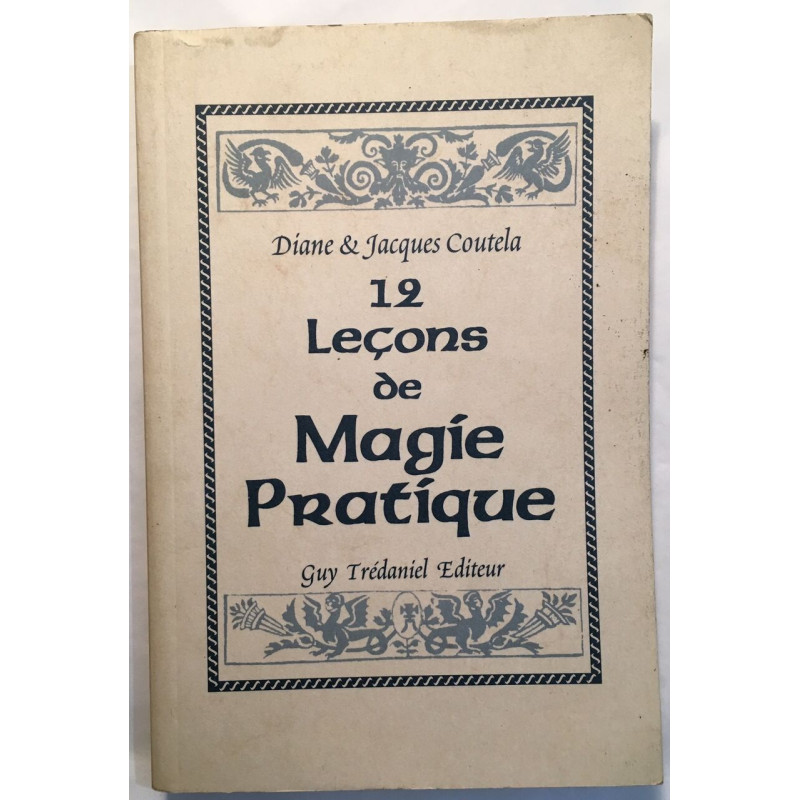 Diane & Jacques Coutela
12
Leçons
de
Magie
Pratique
Guy Trédaniel Editeur